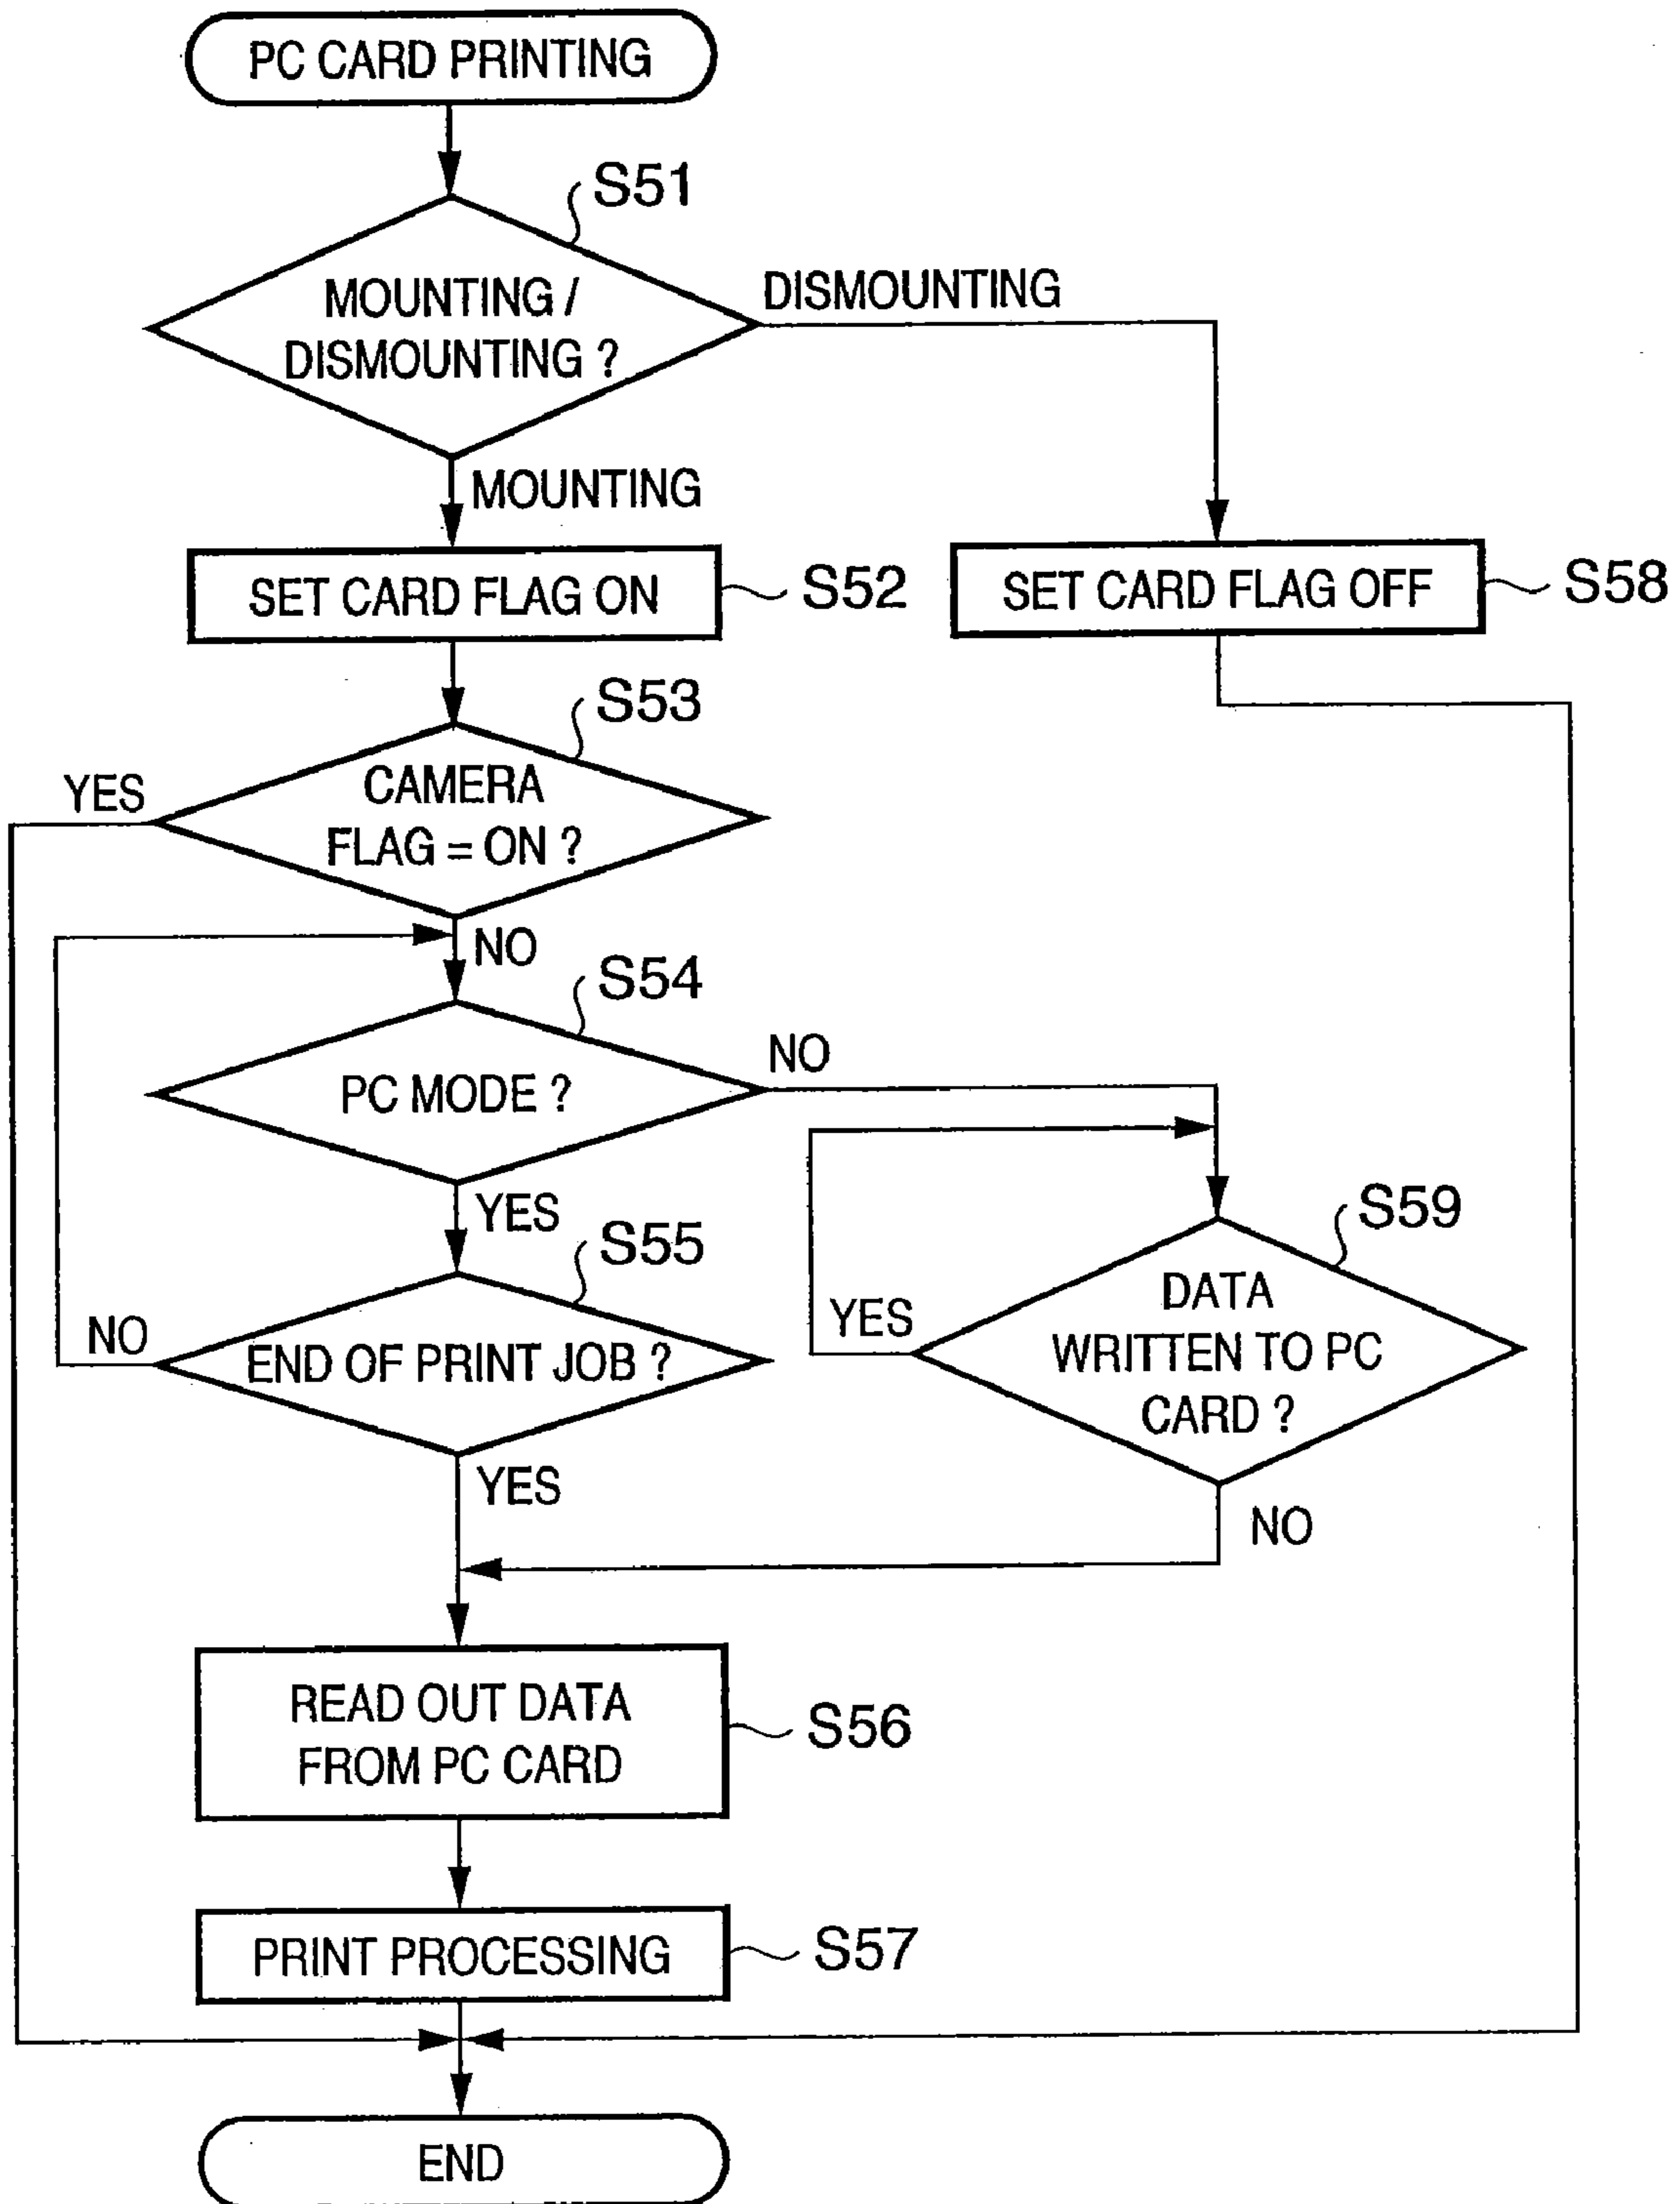 PC CARD PRINTING
S51
MOUNTING /
DISMOUNTING ?
DISMOUNTING
MOUNTING
SET CARD FLAG ON
S52
SET CARD FLAG OFF
S58
S53
YES
CAMERA
FLAG = ON ?
NO
S54
NO
PC MODE ?
YES
S55
S59
NO
END OF PRINT JOB ?
YES
DATA
WRITTEN TO PC
CARD ?
YES
NO
READ OUT DATA
FROM PC CARD
S56
PRINT PROCESSING
S57
END